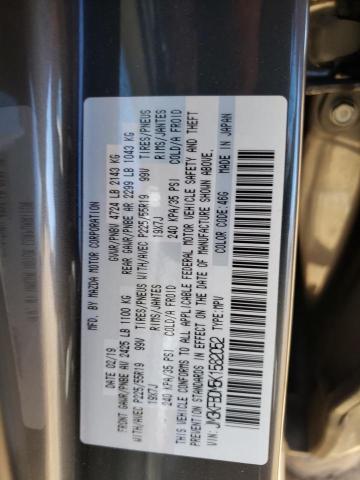 MFD BY MAZDA MOTOR CORPORATION
DATE 02/19 GVWR/PNBV 4724 LB 2143 KG
FRONT GAWR/PNBE AV 2425 LB 1100 KG REAR GAWR/PNBE AR 2299 LB 1043 KG
WITH/AVEC P225/55R19 99V TIRES/PNEUS WITH/AVEC P225/55R19 99V TIRES/PNEUS
19X7J RIMS/JANTES 19X7J RIMS/JANTES
240 KPA/35 PSI COLD/A FROID 240 KPA/35 PSI COLD/A FROID
THIS VEHICLE CONFORMS TO ALL APPLICABLE FEDERAL MOTOR VEHICLE SAFETY AND THEFT
PREVENTION STANDARDS IN EFFECT ON THE DATE OF MANUFACTURE SHOWN ABOVE.
COLOR CODE:46G MADE IN JAPAN
TYPE:MPV